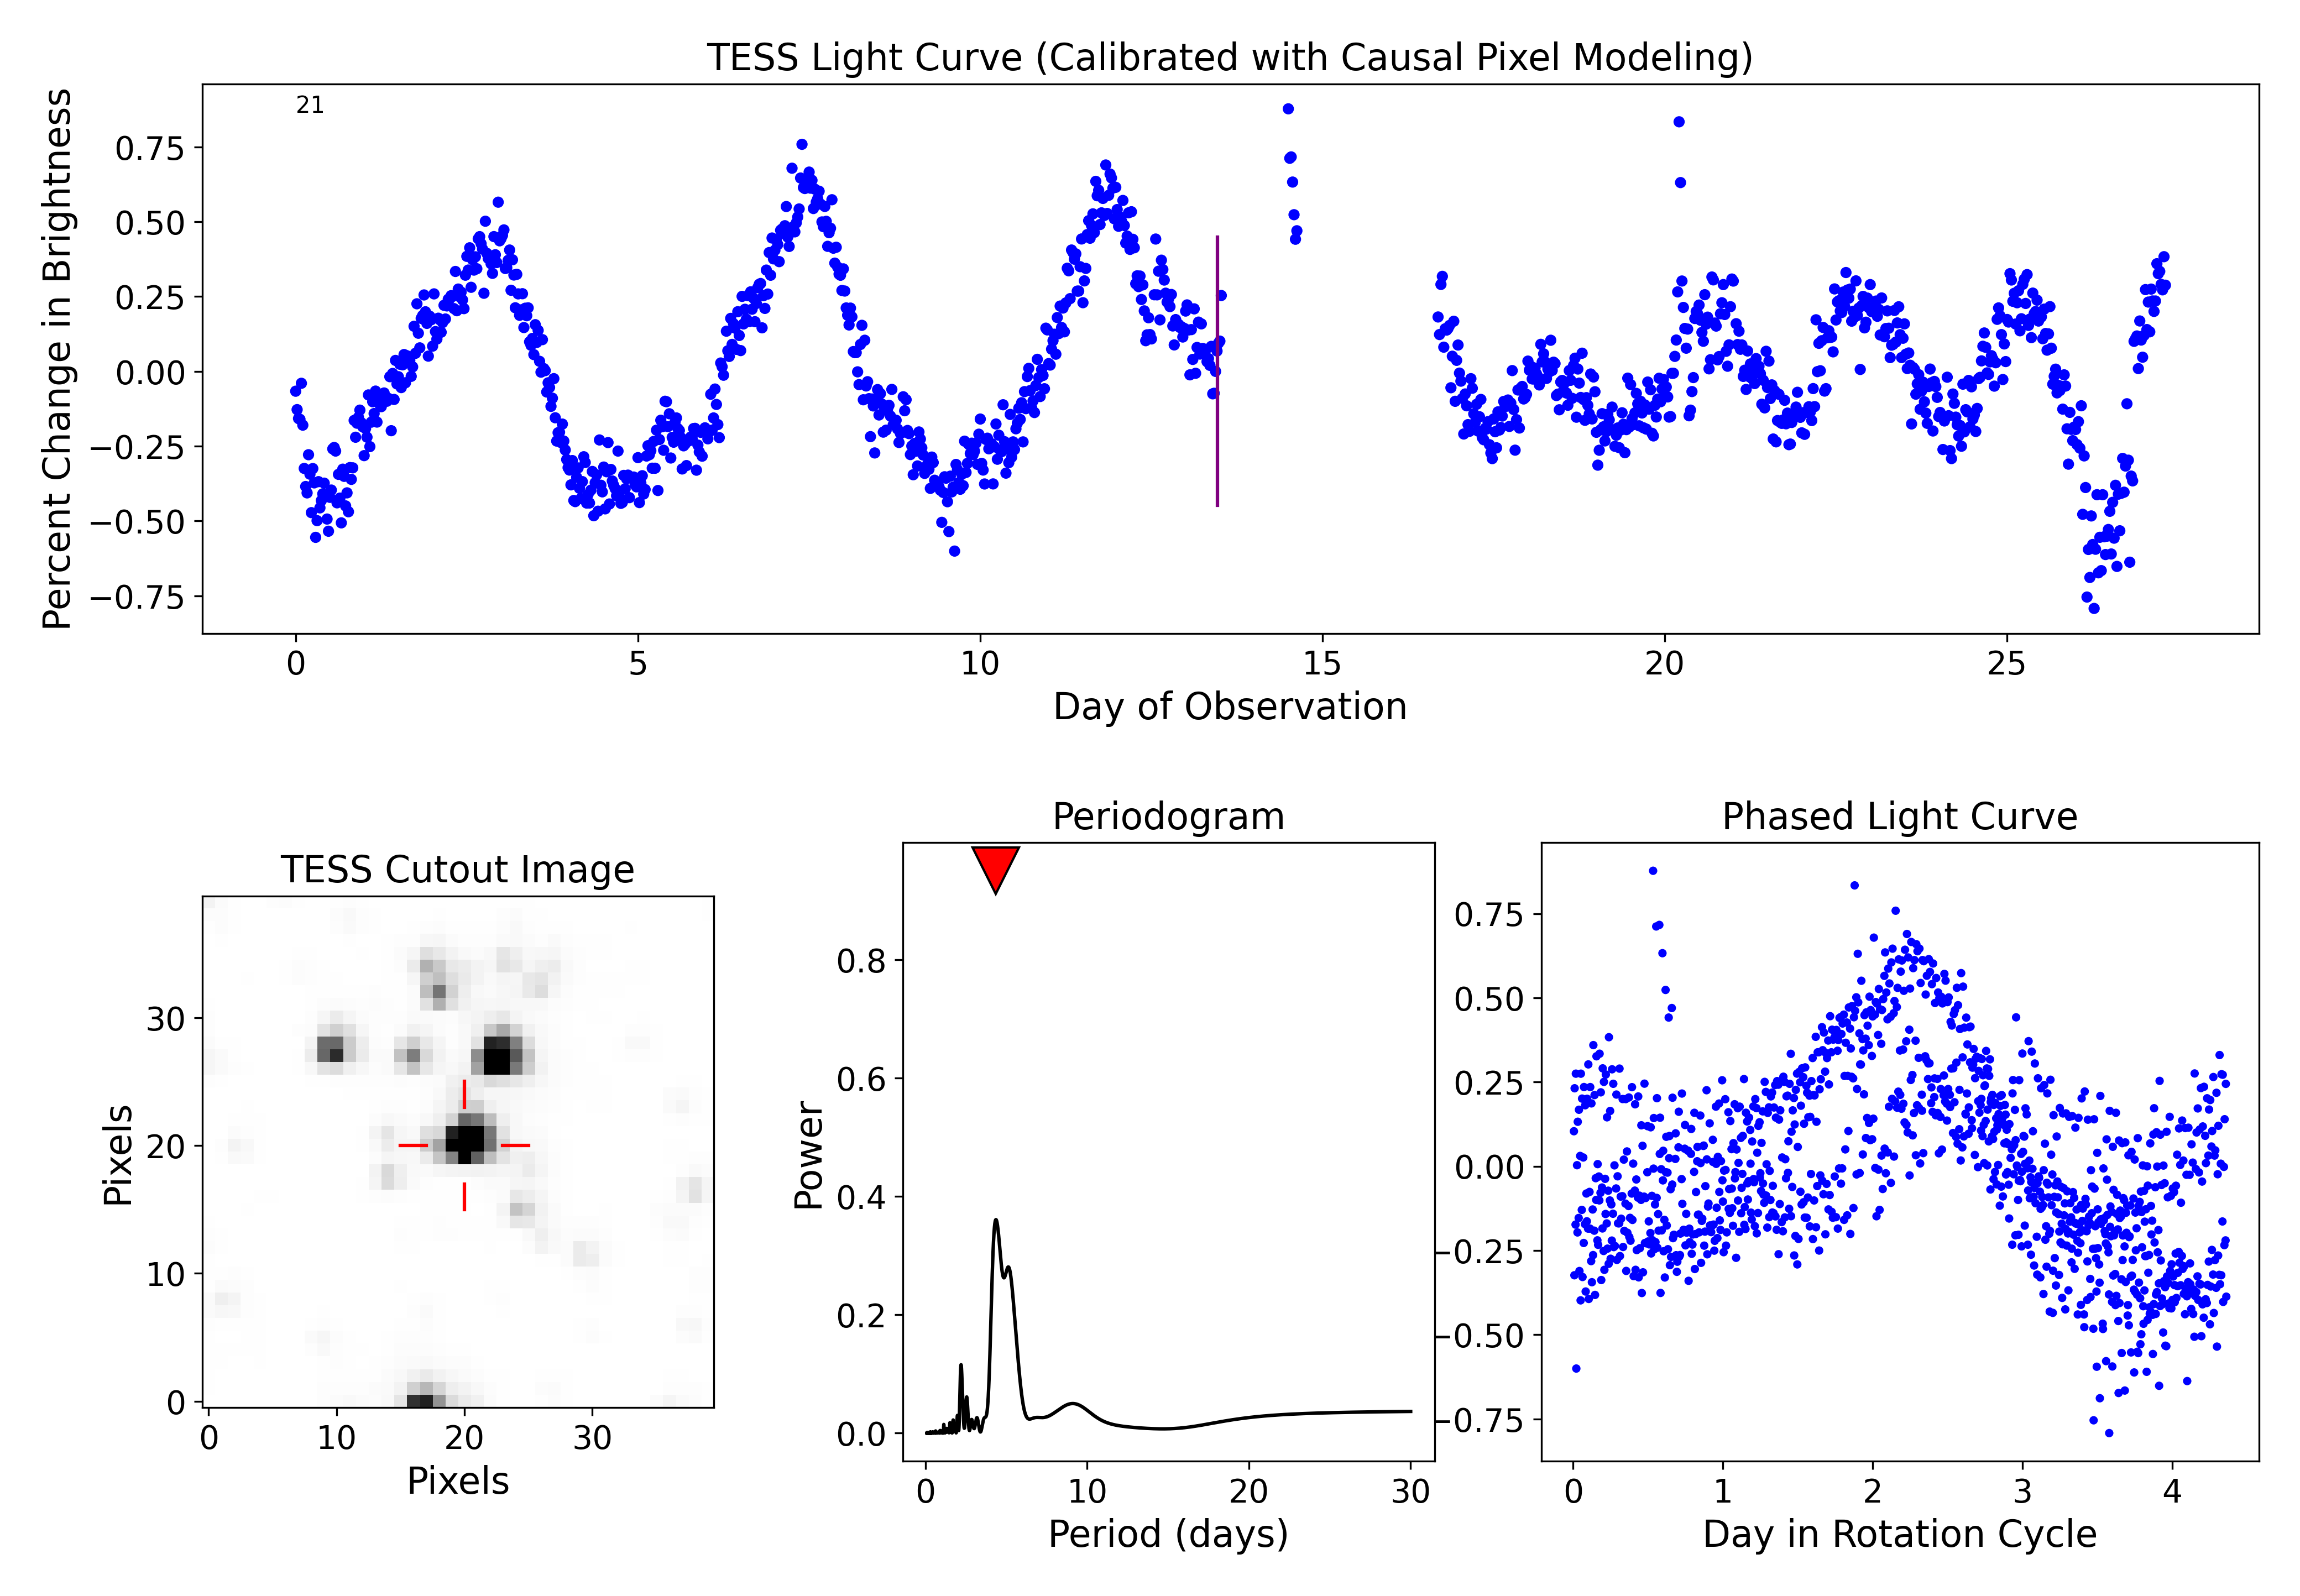 TESS Light Curve (Calibrated with Causal Pixel Modeling)
21
Percent Change in Brightness
0.75
0.50
0.25
0.00
−0.25
−0.50
−0.75
0 5 10 15 20 25
Day of Observation
TESS Cutout Image
Pixels
30
20
10
0
0 10 20 30
Pixels
Periodogram
Power
0.8
0.6
0.4
0.2
0.0
0 10 20 30
Period (days)
Phased Light Curve
0.75
0.50
0.25
0.00
−0.25
−0.50
−0.75
0 1 2 3 4
Day in Rotation Cycle